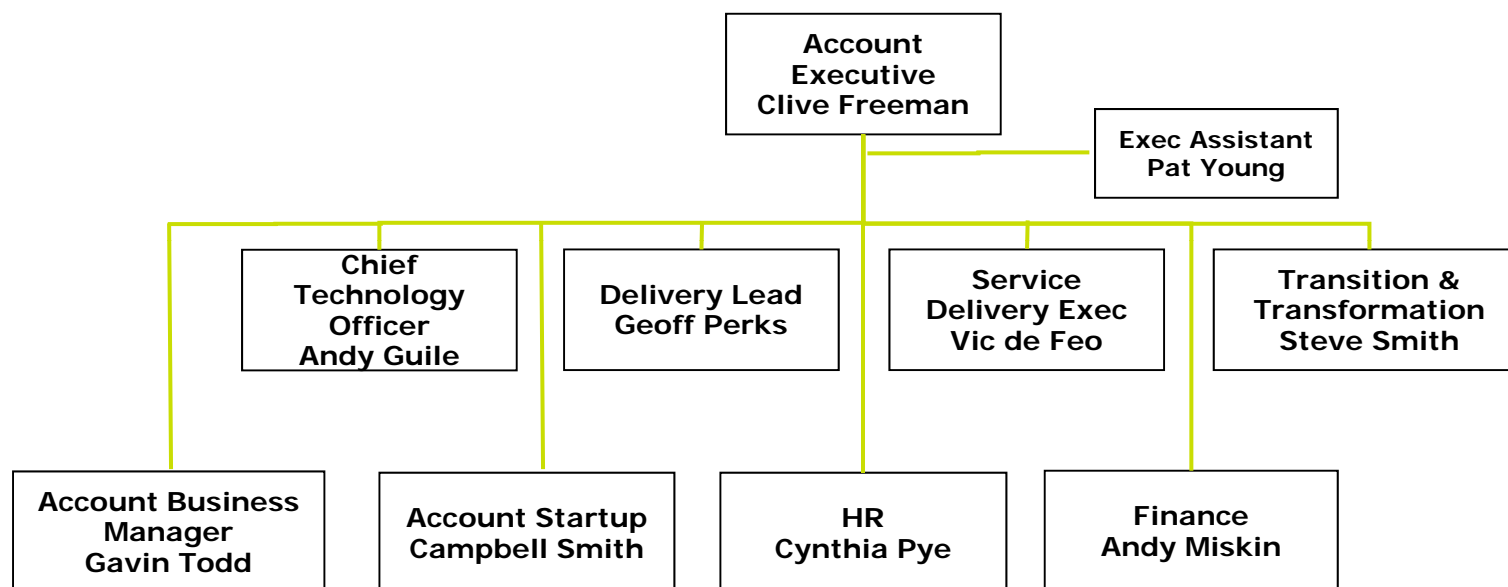 Account
Executive
Clive Freeman
Exec Assistant
Pat Young
Chief
Technology
Officer
Andy Guile
Delivery Lead
Geoff Perks
Service
Delivery Exec
Vic de Feo
Transition &
Transformation
Steve Smith
Account Business
Manager
Gavin Todd
Account Startup
Campbell Smith
HR
Cynthia Pye
Finance
Andy Miskin